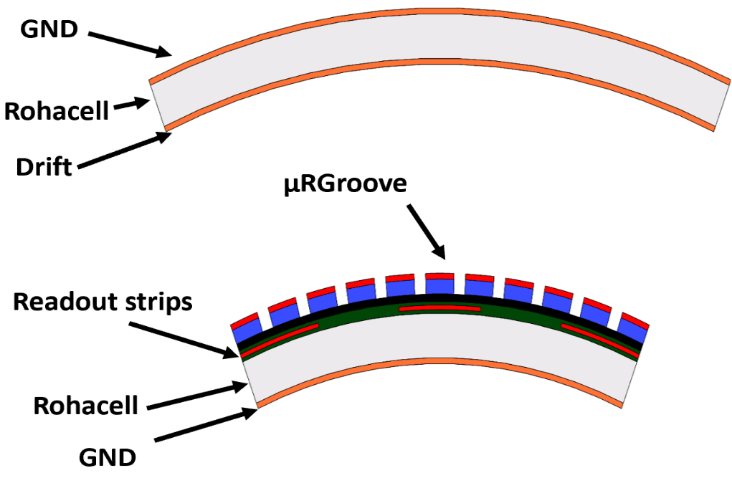 GND
Rohacell
Drift
μRGroove
Readout strips
Rohacell
GND